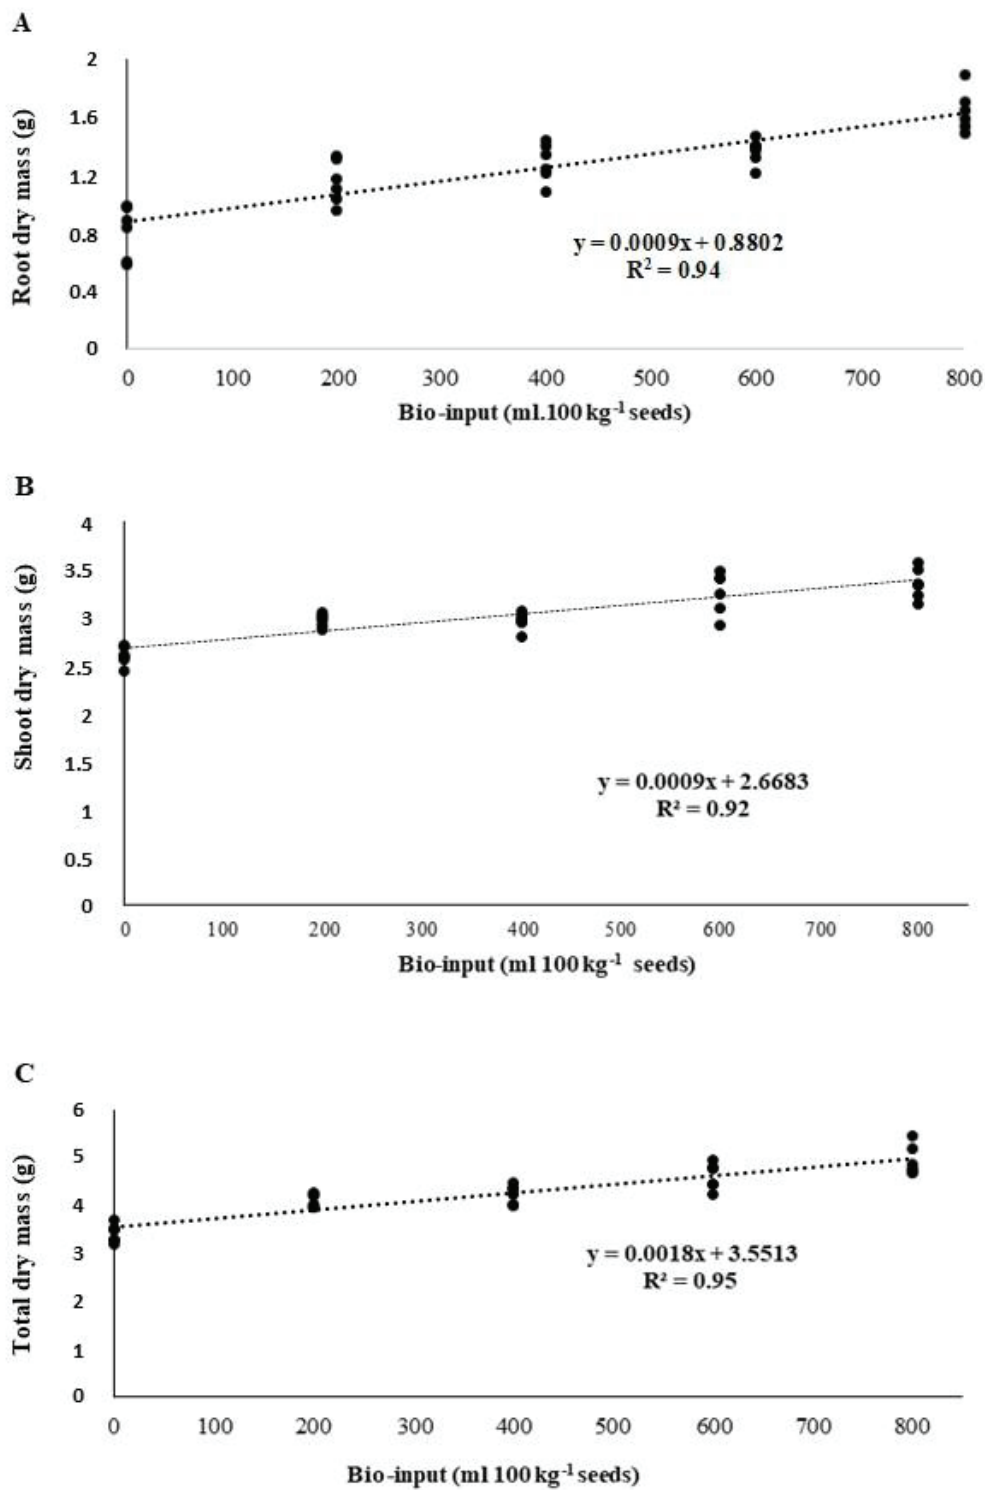 A
2
1.6
1.2
0.8
0.4
0
Root dry mass (g)
y = 0.0009x + 0.8802
R² = 0.94
0 100 200 300 400 500 600 700 800
Bio-input (ml.100 kg⁻¹ seeds)
B
4
3.5
3
2.5
2
1.5
1
0.5
0
Shoot dry mass (g)
y = 0.0009x + 2.6683
R² = 0.92
0 100 200 300 400 500 600 700 800
Bio-input (ml 100 kg⁻¹ seeds)
C
6
5
4
3
2
1
0
Total dry mass (g)
y = 0.0018x + 3.5513
R² = 0.95
0 100 200 300 400 500 600 700 800
Bio-input (ml 100 kg⁻¹ seeds)